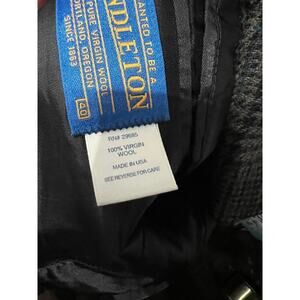 ANTED TO BE A
NDLETON
PURE VIRGIN WOOL
PORTLAND, OREGON
SINCE 1863
40
RN# 29685
100% VIRGIN
WOOL
MADE IN USA
SEE REVERSE FOR CARE